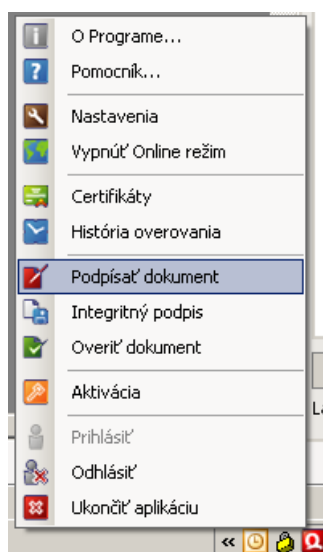 O Programe...
Pomocník...
Nastavenia
Vypnúť Online režim
Certifikáty
História overovania
Podpísať dokument
Integritný podpis
Overiť dokument
Aktivácia
Prihlásiť
Odhlásiť
Ukončiť aplikáciu